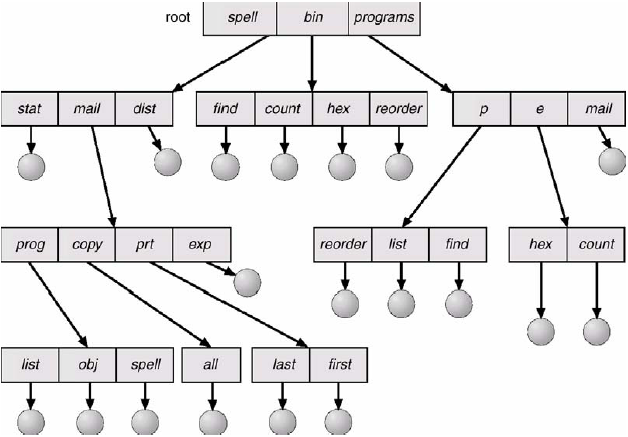 root spell bin programs
stat mail dist find count hex reorder p e mail
prog copy prt exp reorder list find hex count
list obj spell all last first